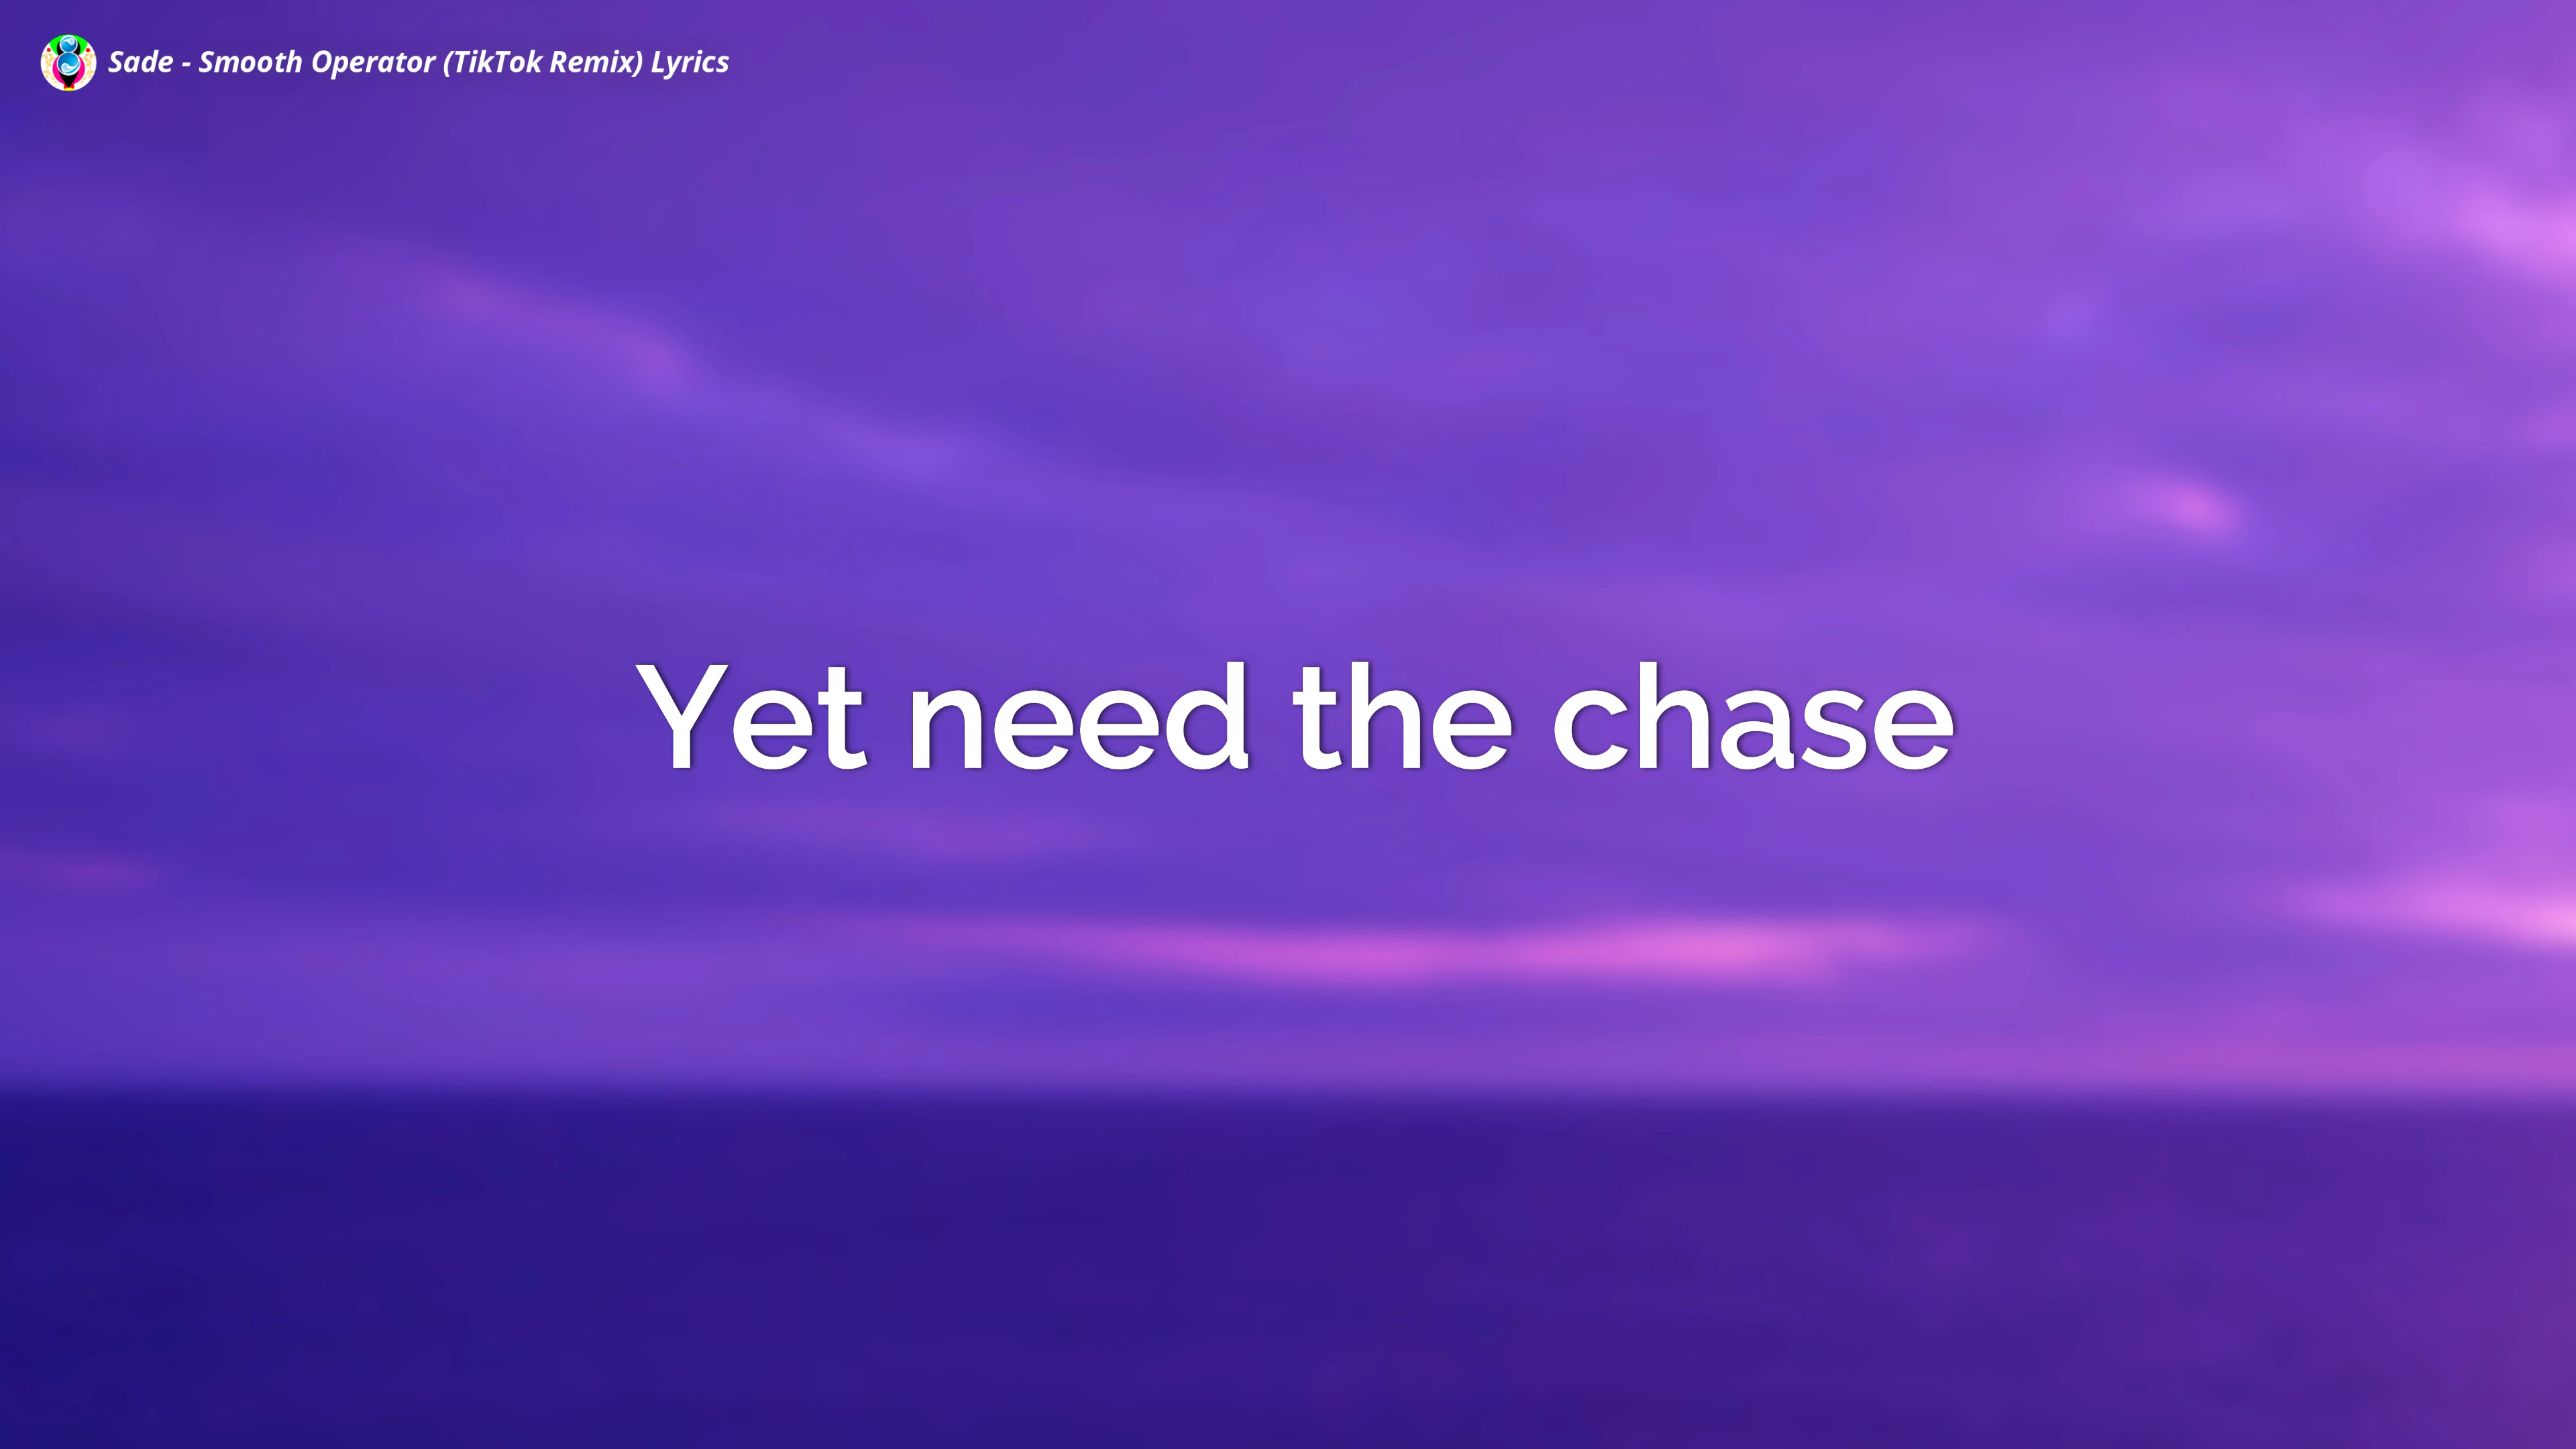 Sade - Smooth Operator (TikTok Remix) Lyrics
Yet need the chase